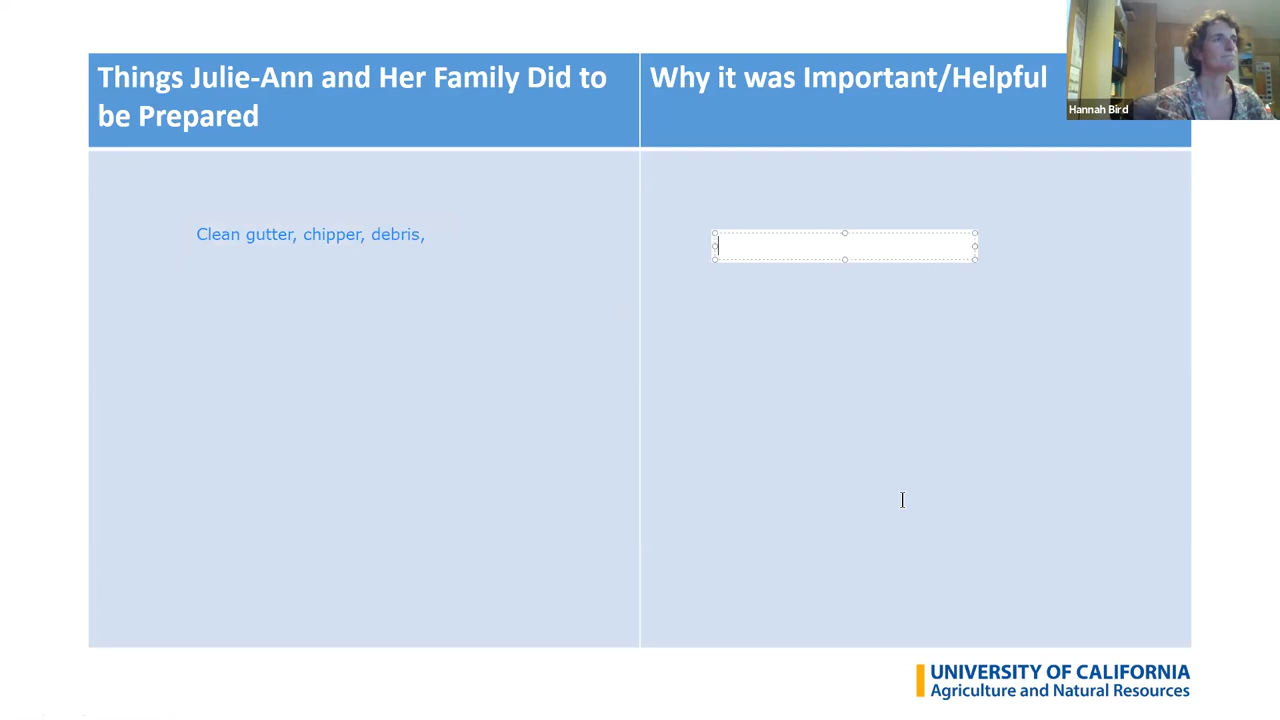 Things Julie-Ann and Her Family Did to
be Prepared
Why it was Important/Helpful
Hannah Bird
Clean gutter, chipper, debris,
UNIVERSITY OF CALIFORNIA
Agriculture and Natural Resources